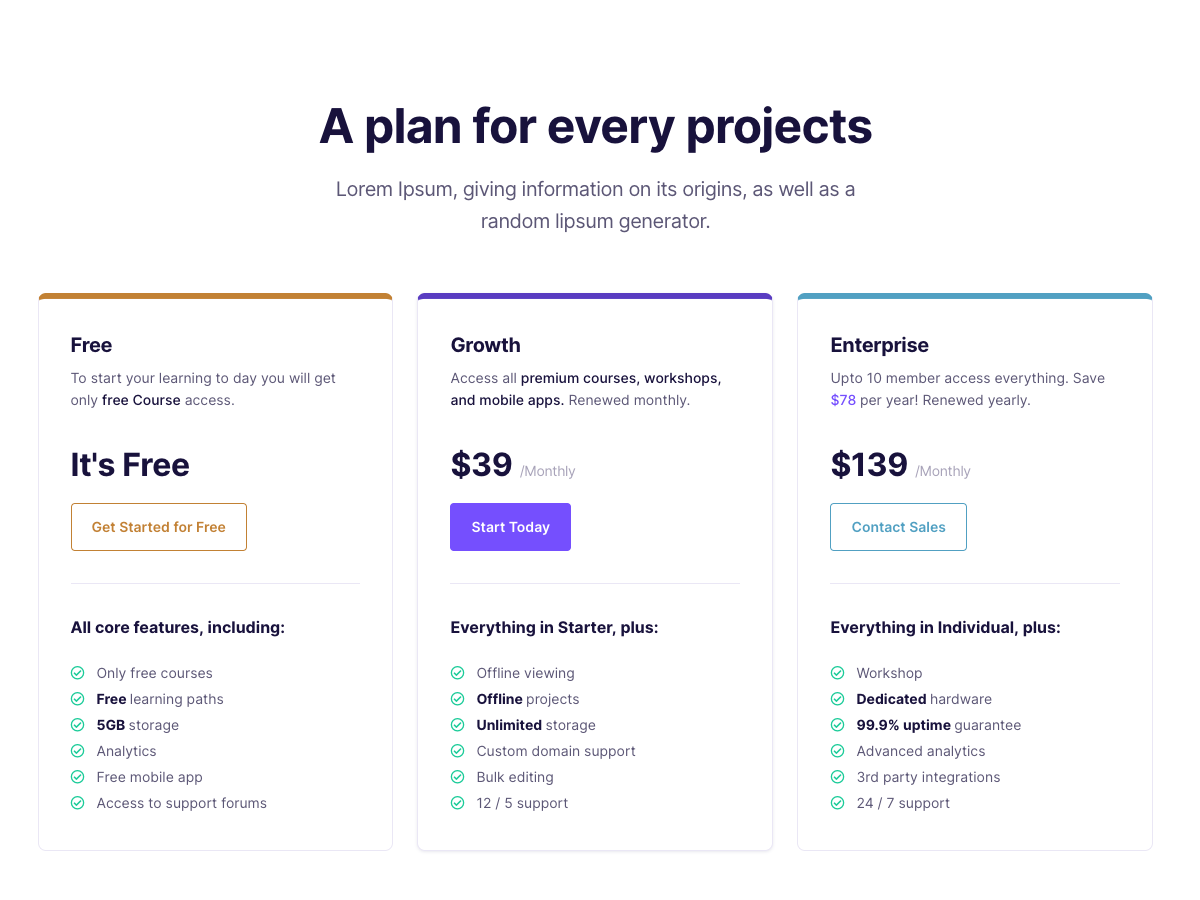 A plan for every projects
Lorem Ipsum, giving information on its origins, as well as a
random lipsum generator.
Free
To start your learning to day you will get
only free Course access.
It's Free
Get Started for Free
All core features, including:
Only free courses
Free learning paths
5GB storage
Analytics
Free mobile app
Access to support forums
Growth
Access all premium courses, workshops,
and mobile apps. Renewed monthly.
$39 /Monthly
Start Today
Everything in Starter, plus:
Offline viewing
Offline projects
Unlimited storage
Custom domain support
Bulk editing
12 / 5 support
Enterprise
Upto 10 member access everything. Save
$78 per year! Renewed yearly.
$139 /Monthly
Contact Sales
Everything in Individual, plus:
Workshop
Dedicated hardware
99.9% uptime guarantee
Advanced analytics
3rd party integrations
24 / 7 support